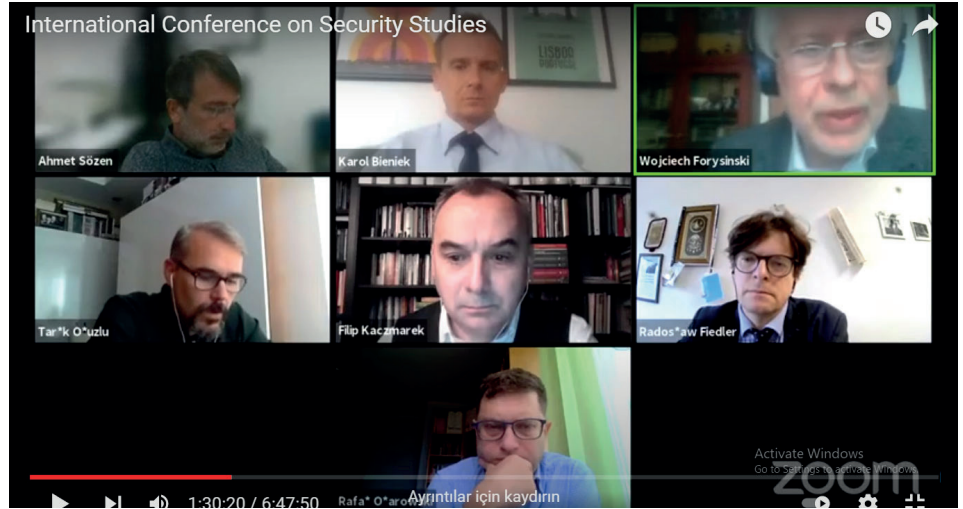 International Conference on Security Studies
LISBOA
PORTUGAL
Ahmet Sözen
Karol Bieniek
Wojciech Forysinski
Tar*k O*uzlu
Filip Kaczmarek
Rados*aw Fiedler
Activate Windows
Go to Settings to activate Windows.
zoom
Ayrıntılar için kaydırın
1:30:20 / 6:47:50
Rafa* O*arowski